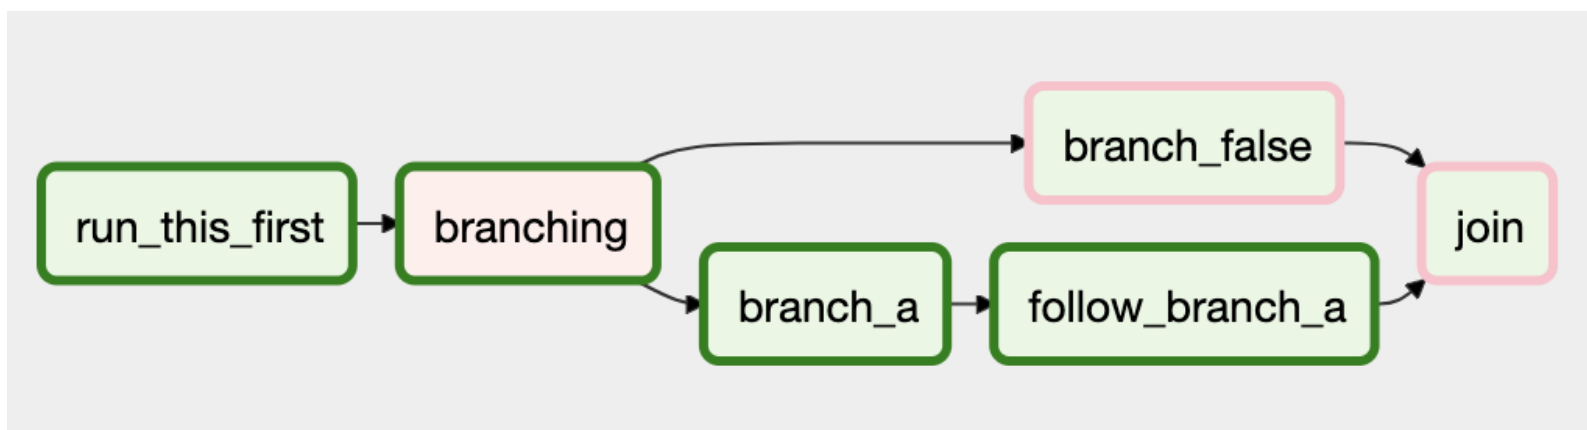 run_this_first
branching
branch_false
branch_a
follow_branch_a
join